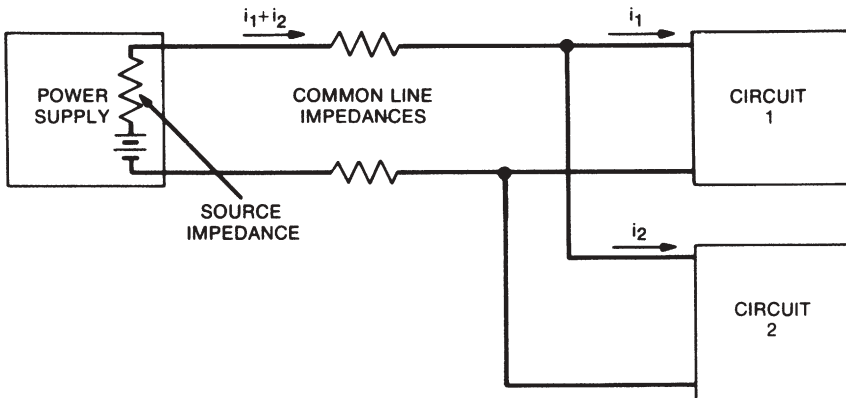 i₁+i₂
i₁
POWER
SUPPLY
COMMON LINE
IMPEDANCES
CIRCUIT
1
SOURCE
IMPEDANCE
i₂
CIRCUIT
2